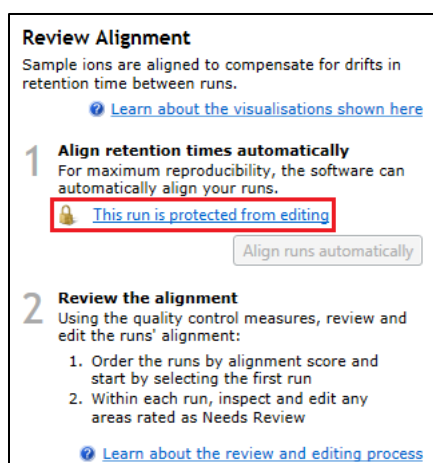 Review Alignment
Sample ions are aligned to compensate for drifts in
retention time between runs.
Learn about the visualisations shown here
1 Align retention times automatically
For maximum reproducibility, the software can
automatically align your runs.
This run is protected from editing
Align runs automatically
2 Review the alignment
Using the quality control measures, review and
edit the runs' alignment:
1. Order the runs by alignment score and
start by selecting the first run
2. Within each run, inspect and edit any
areas rated as Needs Review
Learn about the review and editing process